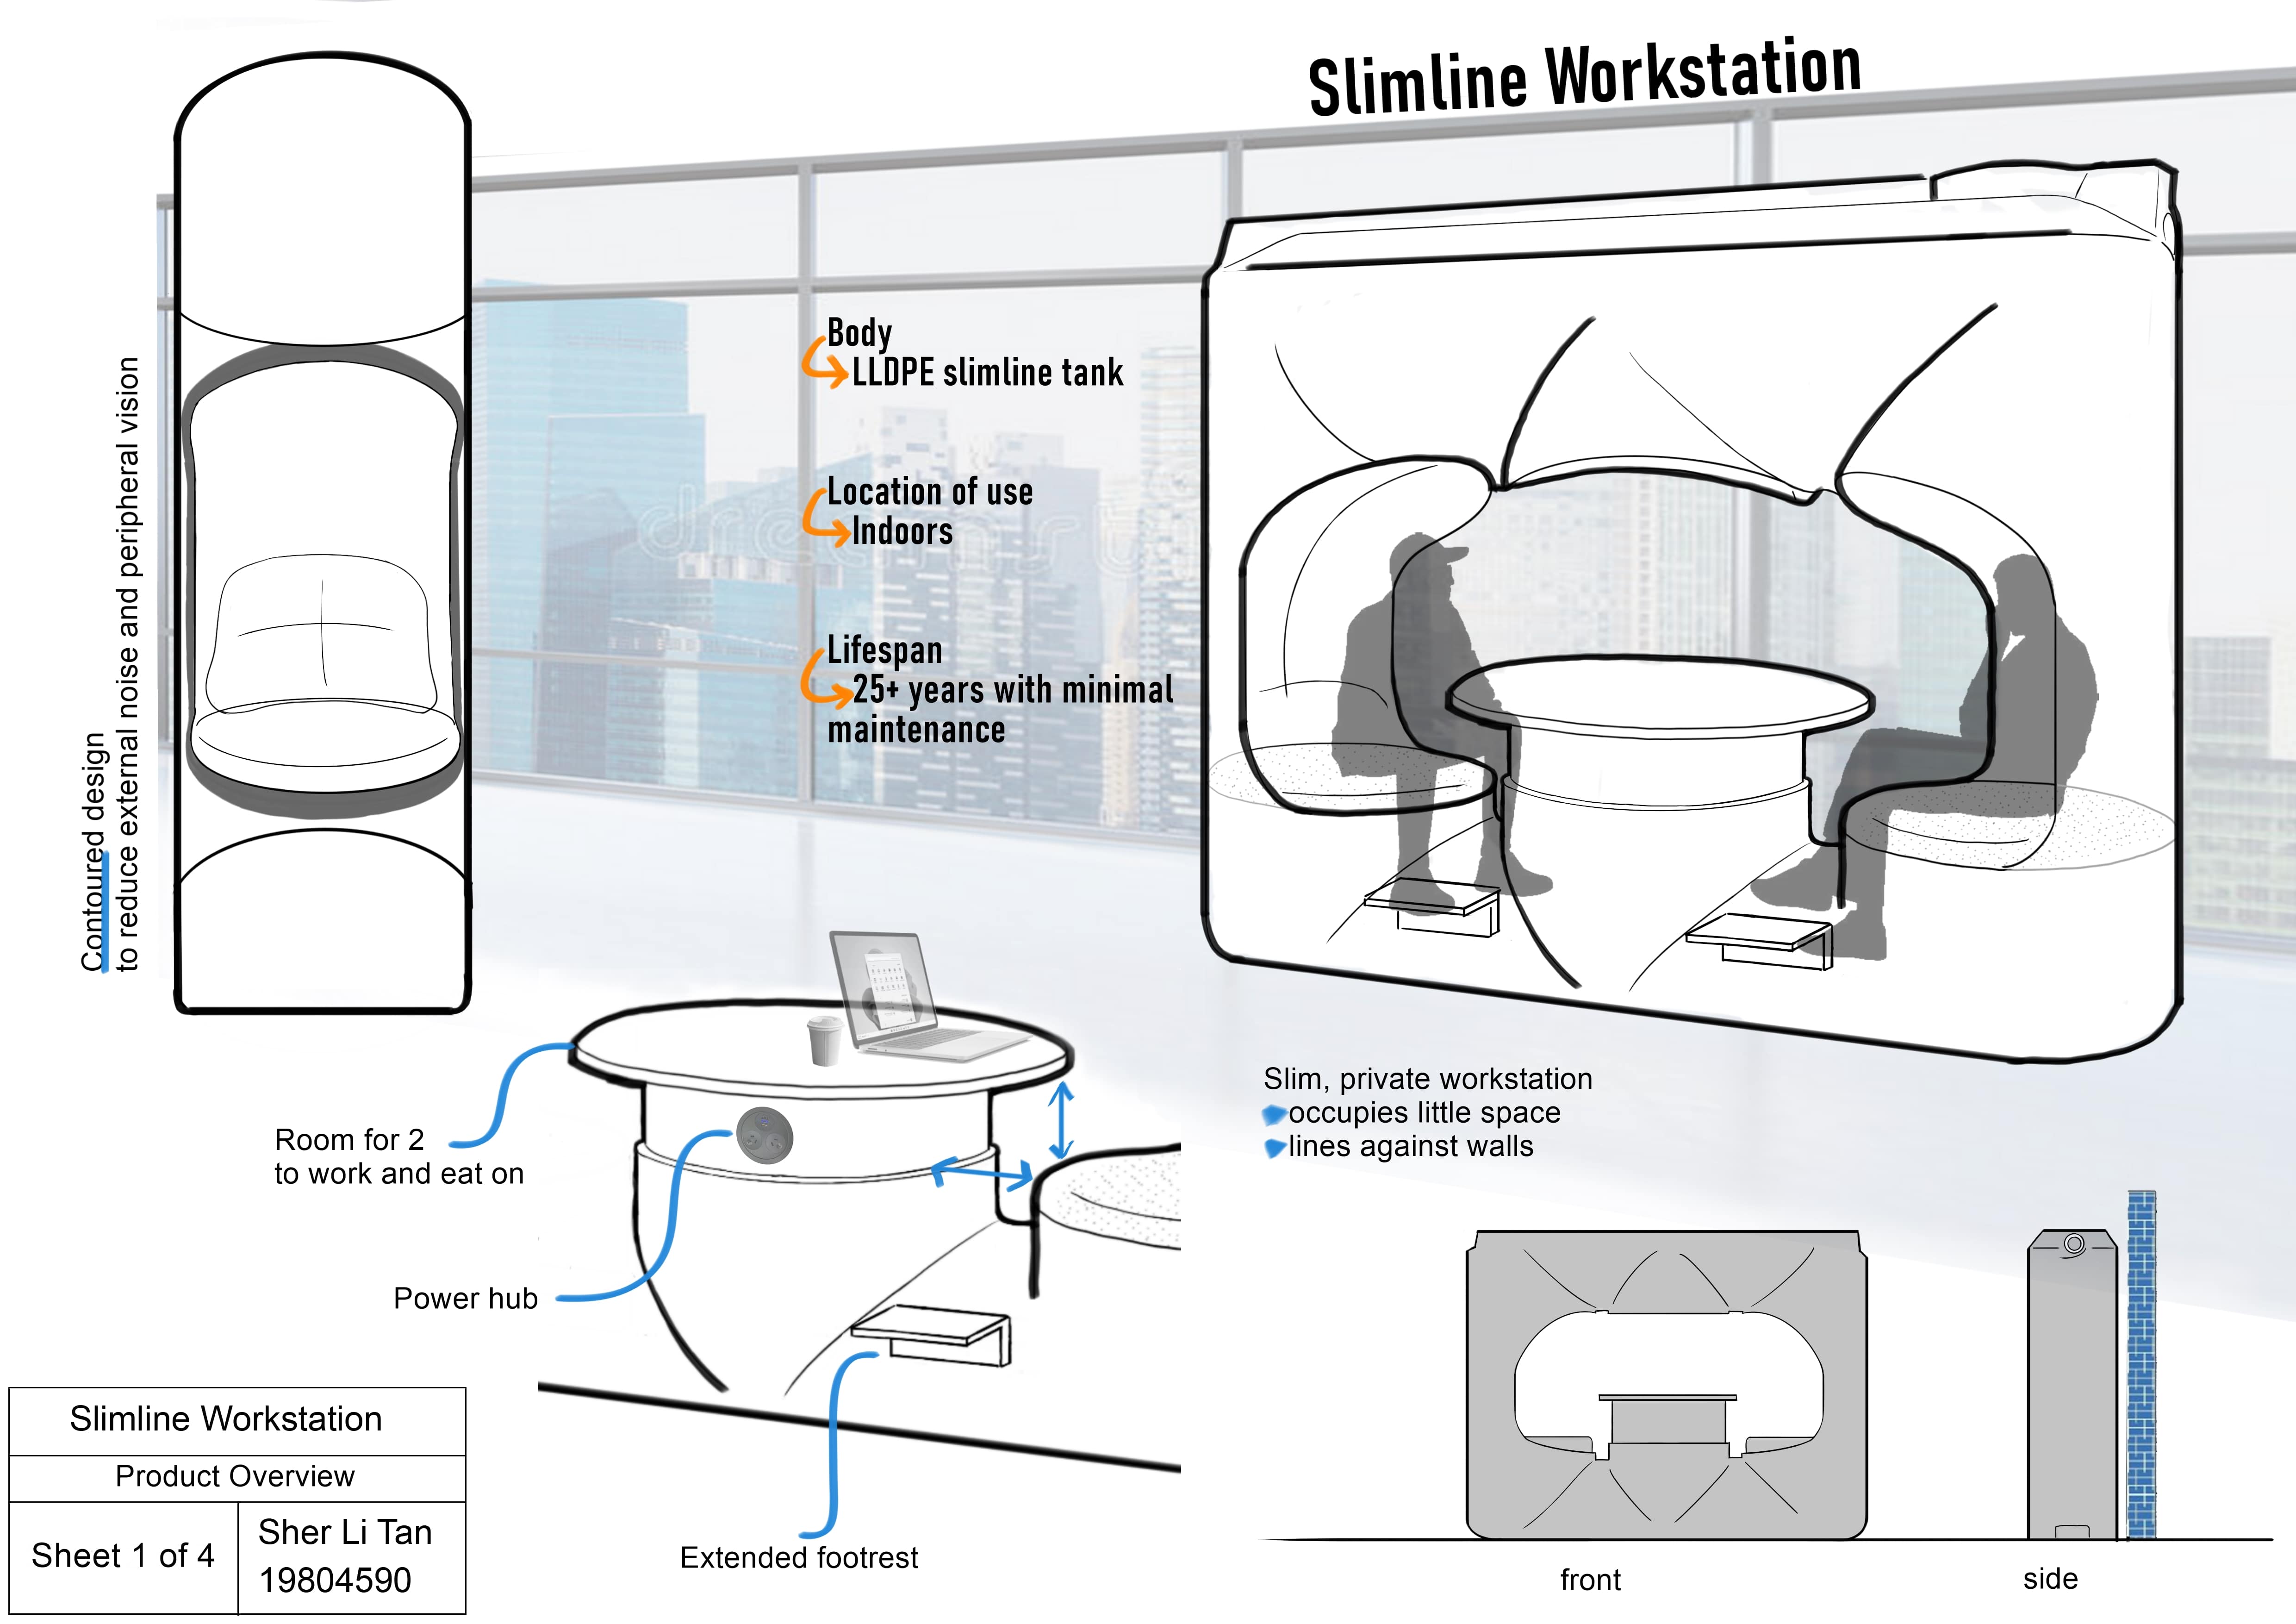 Slimline Workstation
Contoured design
to reduce external noise and peripheral vision
Body
LLDPE slimline tank
Location of use
Indoors
Lifespan
25+ years with minimal
maintenance
Room for 2
to work and eat on
Power hub
Extended footrest
Slim, private workstation
occupies little space
lines against walls
front
side
Slimline Workstation
Product Overview
Sheet 1 of 4
Sher Li Tan
19804590